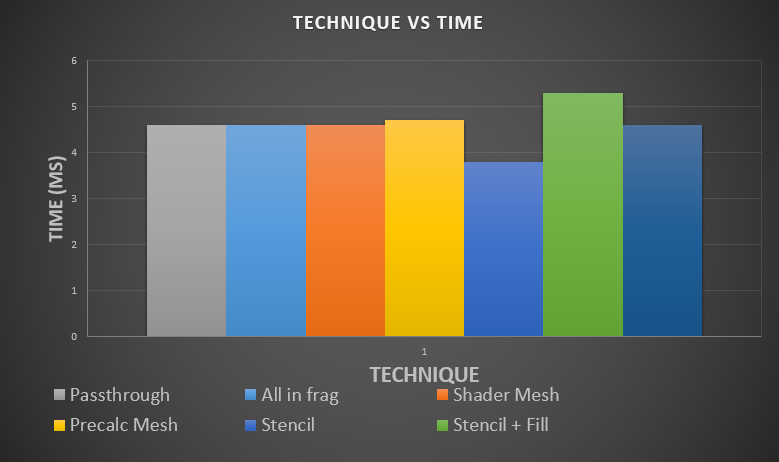 TECHNIQUE VS TIME
6
5
4
3
2
1
0
TIME (MS)
1
TECHNIQUE
Passthrough All in frag Shader Mesh
Precalc Mesh Stencil Stencil + Fill